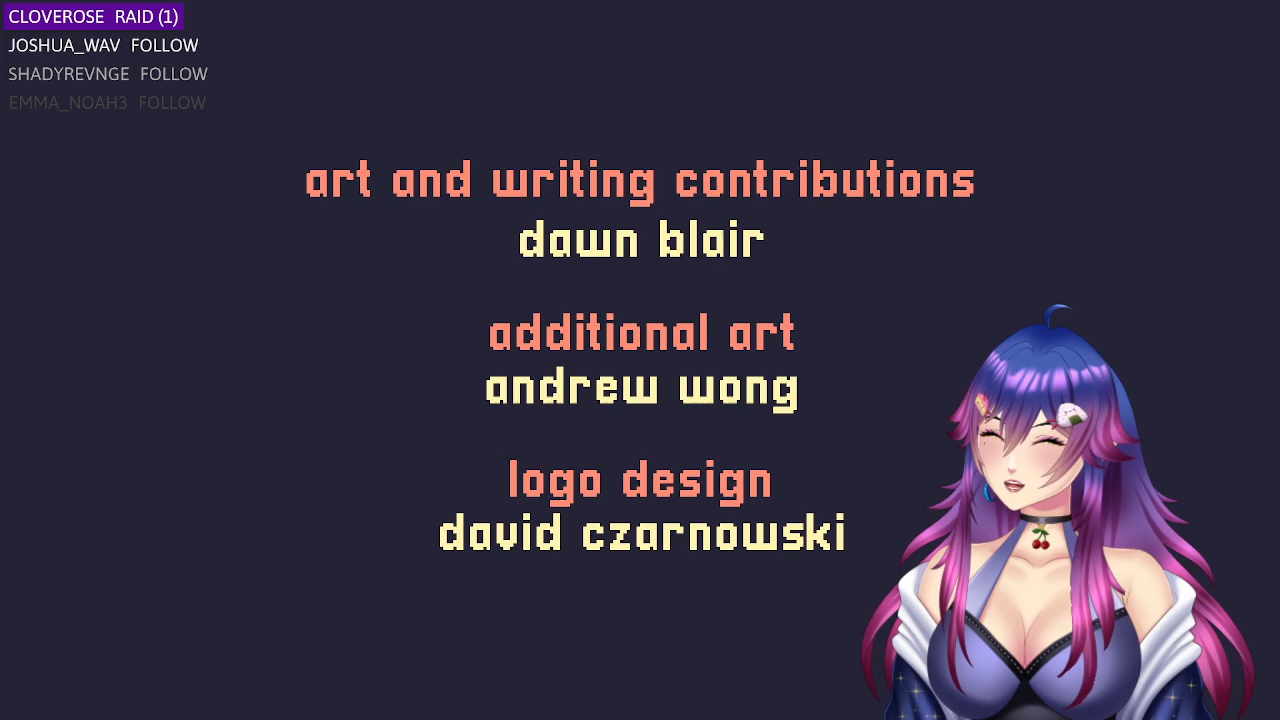 CLOVEROSE RAID (1)
JOSHUA_WAV FOLLOW
SHADYREVNGE FOLLOW
EMMA_NOAH3 FOLLOW
art and writing contributions
dawn blair
additional art
andrew wong
logo design
david czarnowski